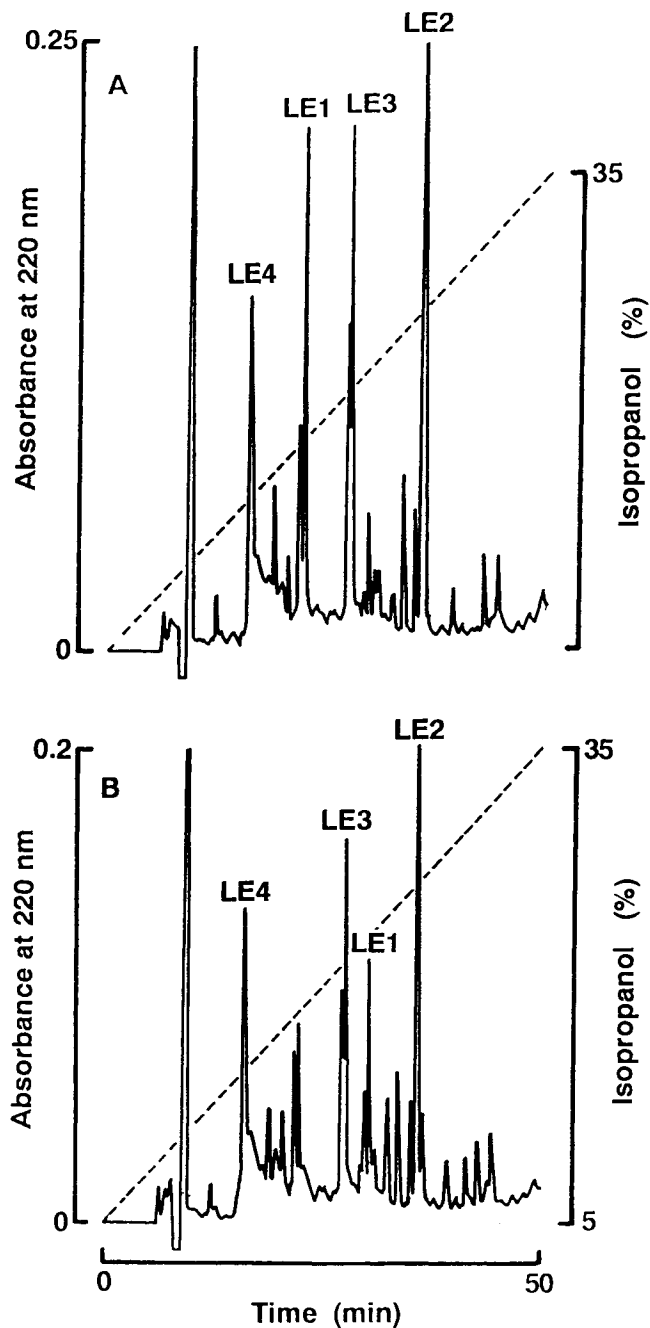 0.25
A
LE2
LE1
LE3
LE4
35
Absorbance at 220 nm
Isopropanol (%)
0
0.2
B
LE2
LE3
LE4
LE1
35
Absorbance at 220 nm
Isopropanol (%)
0
5
0
50
Time (min)